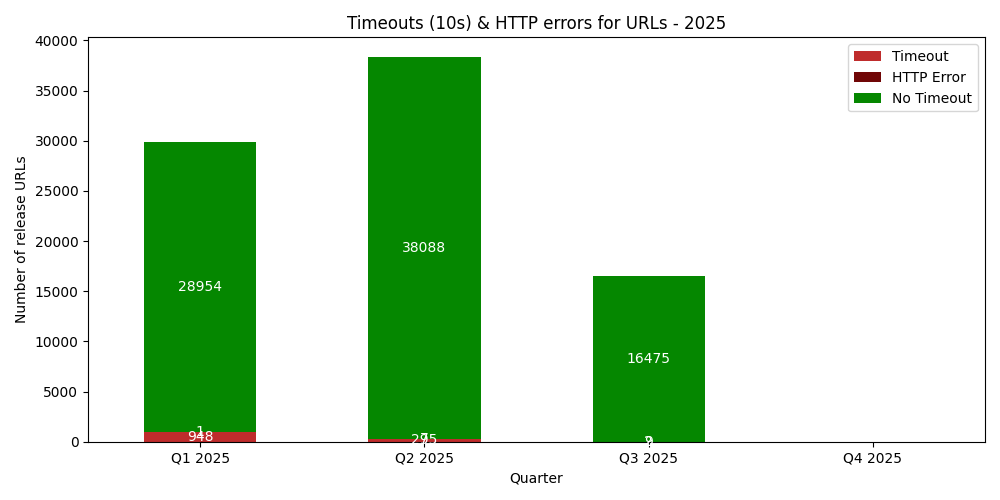 Timeouts (10s) & HTTP errors for URLs - 2025
Number of release URLs
40000
35000
30000
25000
20000
15000
10000
5000
0
Timeout
HTTP Error
No Timeout
28954
1
948
38088
295
16475
Q1 2025
Q2 2025
Q3 2025
Q4 2025
Quarter